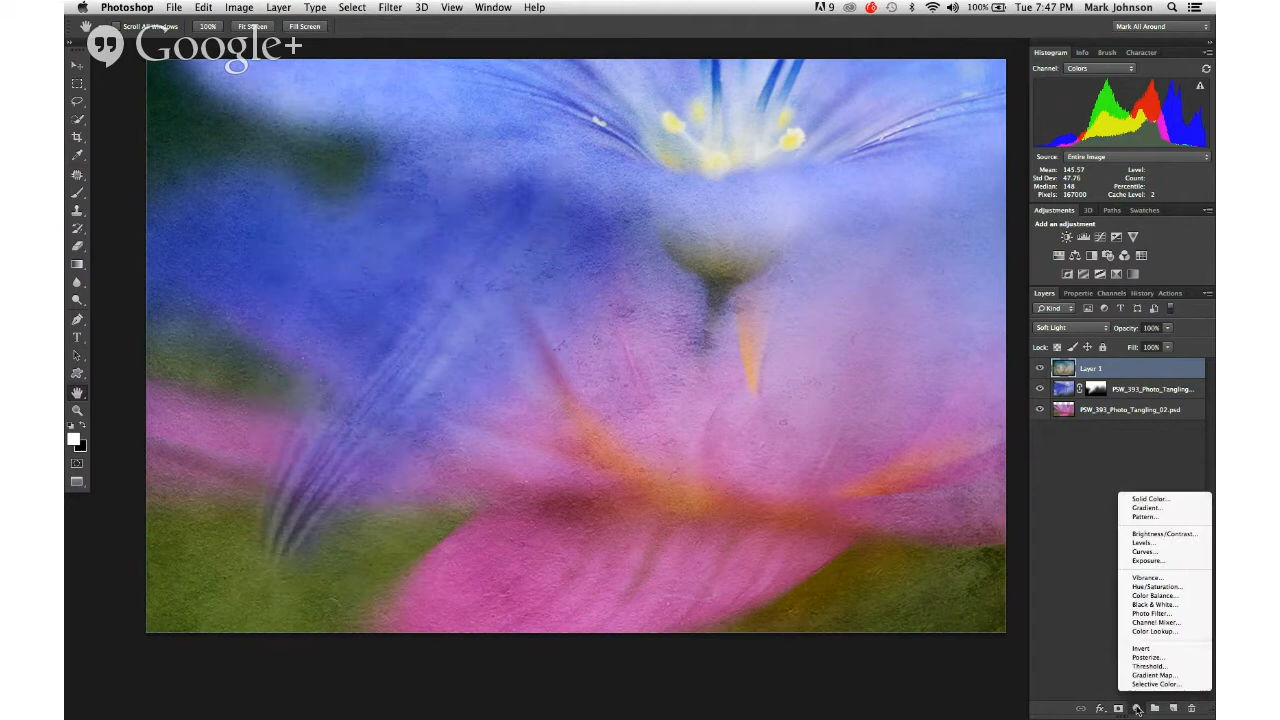 Photoshop File Edit Image Layer Type Select Filter 3D View Window Help
9 6 100% Tue 7:47 PM Mark Johnson
Scroll All Windows 100% Fit Screen Fill Screen Mark All Around
Google+
Histogram Info Brush Character
Channel: Colors
Source: Entire Image
Mean: 145.57 Level:
Std Dev: 47.76 Count:
Median: 148 Percentile:
Pixels: 167000 Cache Level: 2
Adjustments 3D Paths Swatches
Add an adjustment
Layers Propertie Channels History Actions
Kind
Soft Light Opacity: 100%
Lock: Fill: 100%
Layer 1
PSW_393_Photo_Tangling...
PSW_393_Photo_Tangling_02.psd
Solid Color...
Gradient...
Pattern...
Brightness/Contrast...
Levels...
Curves...
Exposure...
Vibrance...
Hue/Saturation...
Color Balance...
Black & White...
Photo Filter...
Channel Mixer...
Color Lookup...
Invert
Posterize...
Threshold...
Gradient Map...
Selective Color...
fx